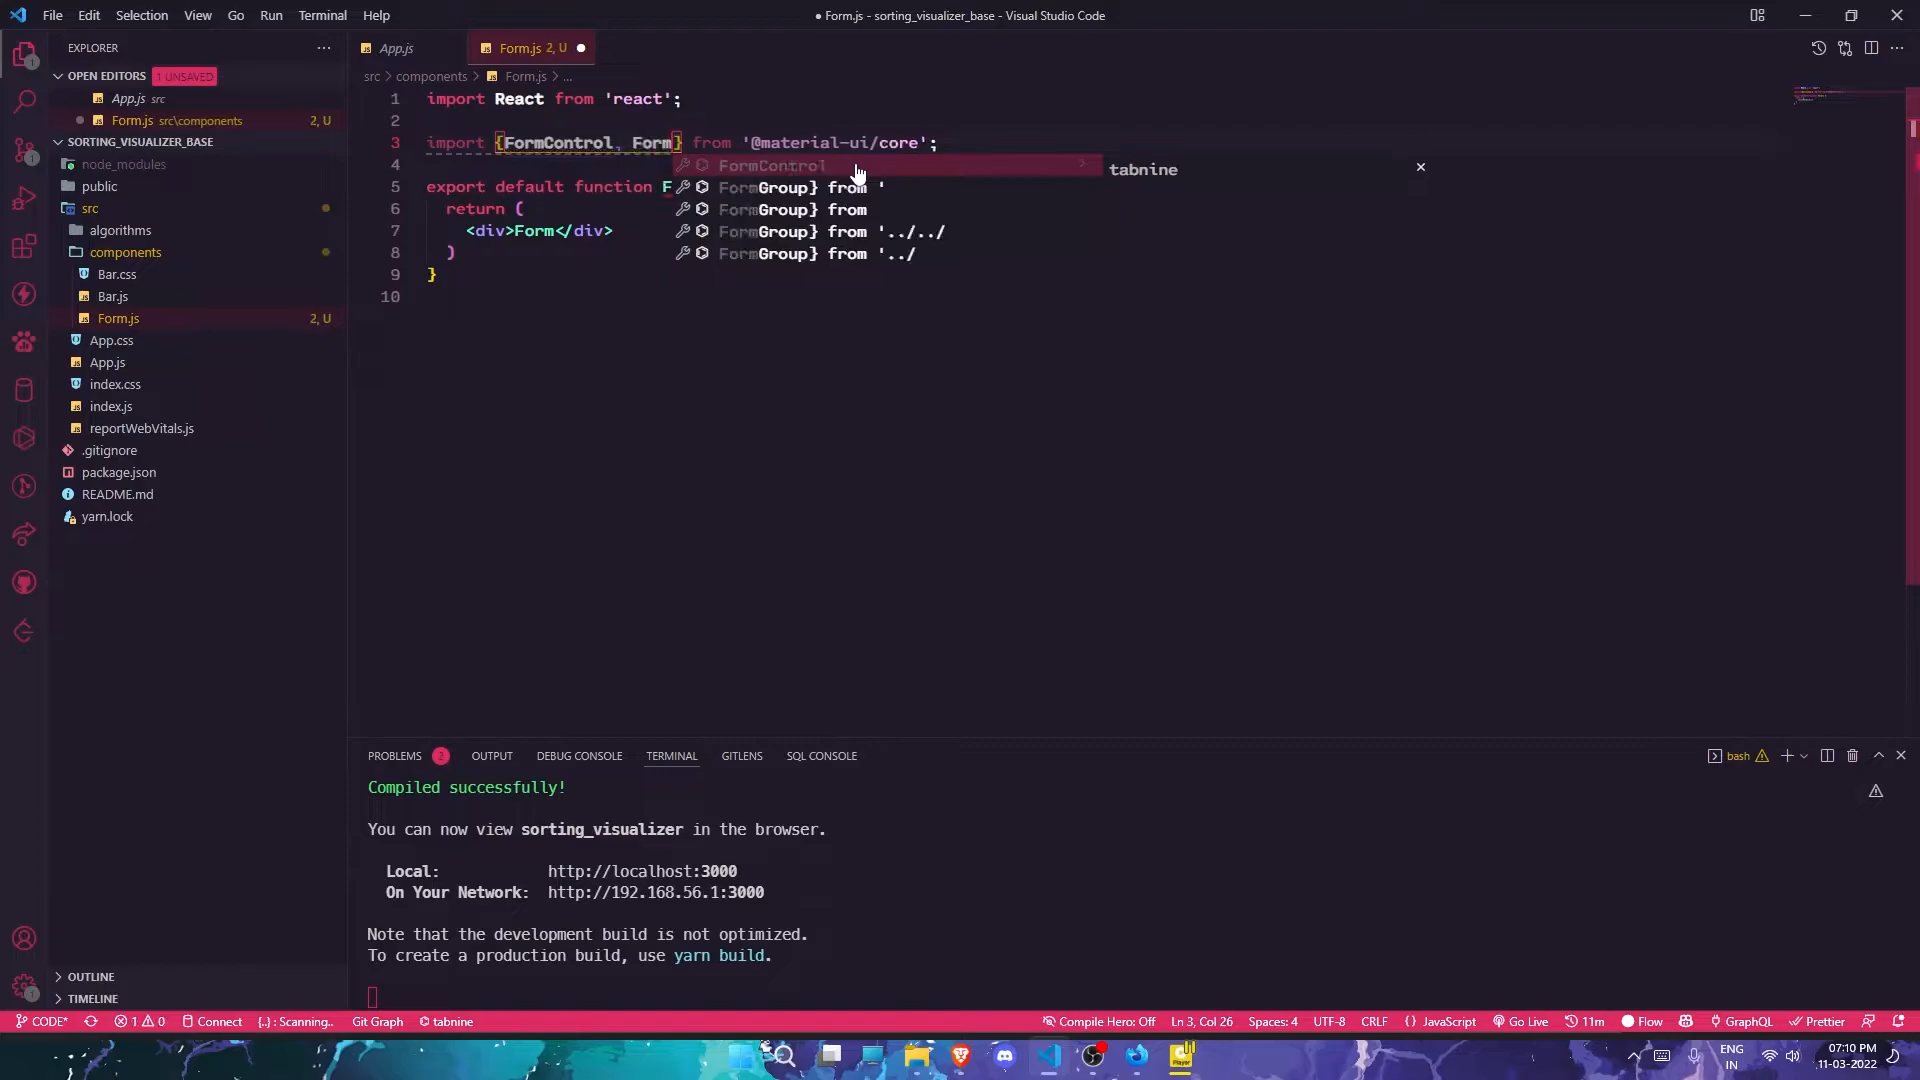 File Edit Selection View Go Run Terminal Help
● Form.js - sorting_visualizer_base - Visual Studio Code
EXPLORER
OPEN EDITORS 1 UNSAVED
App.js src
Form.js src\components 2, U
SORTING_VISUALIZER_BASE
node_modules
public
src
algorithms
components
Bar.css
Bar.js
Form.js 2, U
App.css
App.js
index.css
index.js
reportWebVitals.js
.gitignore
package.json
README.md
yarn.lock
OUTLINE
TIMELINE
App.js
Form.js 2, U ●
src > components > Form.js > ...
1 import React from 'react';
2
3 import {FormControl, Form} from '@material-ui/core';
4
5 export default function F
6 return (
7 <div>Form</div>
8 )
9 }
10
FormControl
tabnine
FormGroup} from '
FormGroup} from
FormGroup} from '../../
FormGroup} from '../
PROBLEMS 2 OUTPUT DEBUG CONSOLE TERMINAL GITLENS SQL CONSOLE
bash
Compiled successfully!
You can now view sorting_visualizer in the browser.
Local: http://localhost:3000
On Your Network: http://192.168.56.1:3000
Note that the development build is not optimized.
To create a production build, use yarn build.
CODE* 1 0 Connect {..} : Scanning.. Git Graph tabnine
Compile Hero: Off Ln 3, Col 26 Spaces: 4 UTF-8 CRLF {} JavaScript Go Live 11m Flow GraphQL Prettier
ENG
IN
07:10 PM
11-03-2022